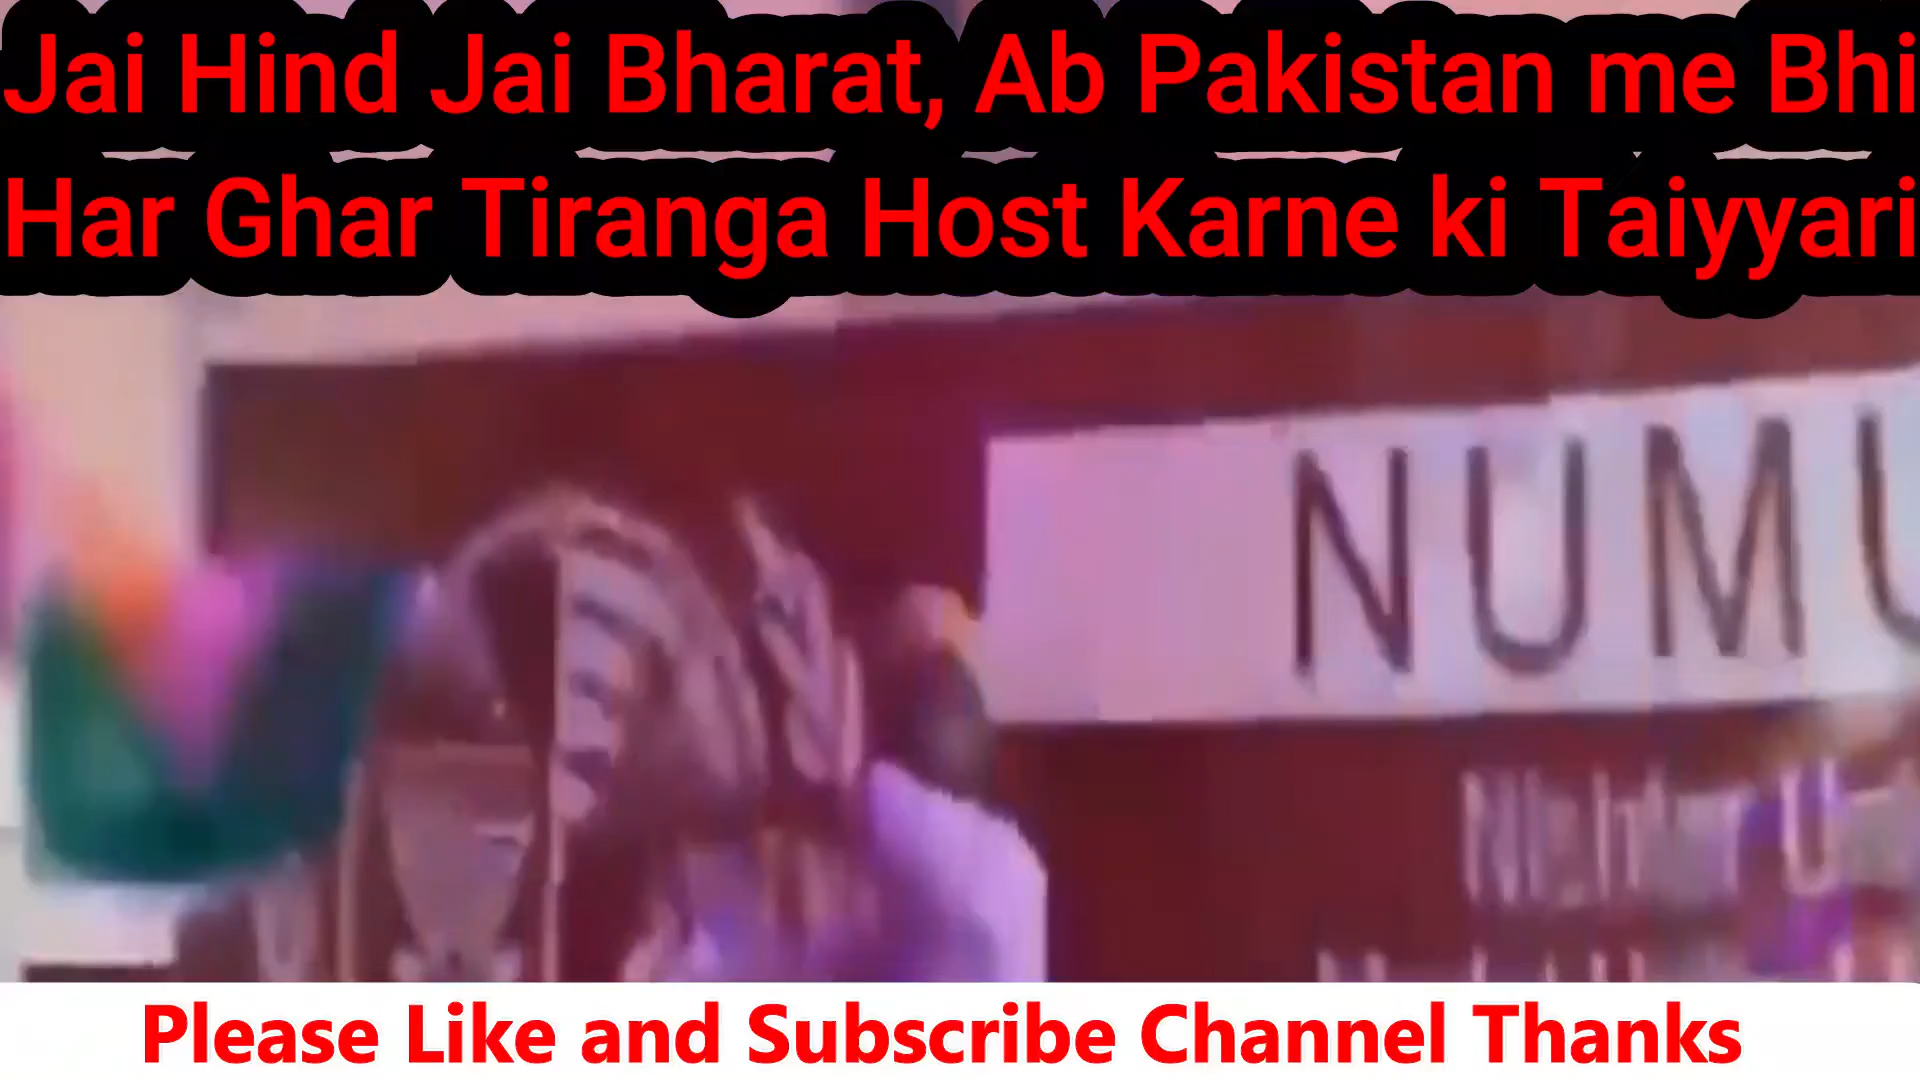 Jai Hind Jai Bharat, Ab Pakistan me Bhi
Har Ghar Tiranga Host Karne ki Taiyyari
NUMU
Please Like and Subscribe Channel Thanks